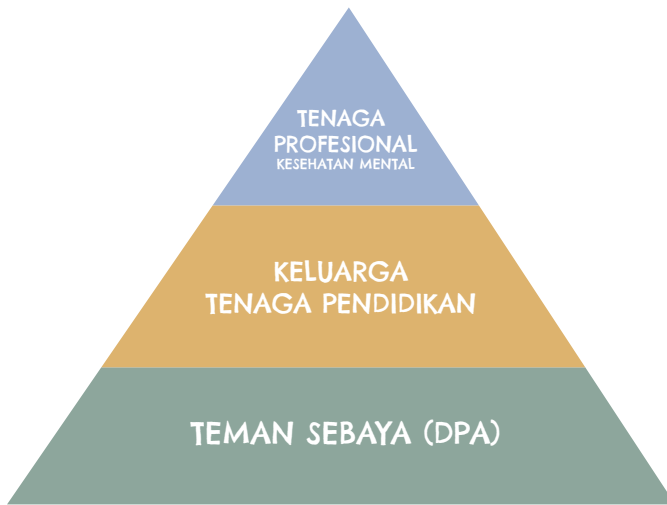 TENAGA
PROFESIONAL
KESEHATAN MENTAL
KELUARGA
TENAGA PENDIDIKAN
TEMAN SEBAYA (DPA)